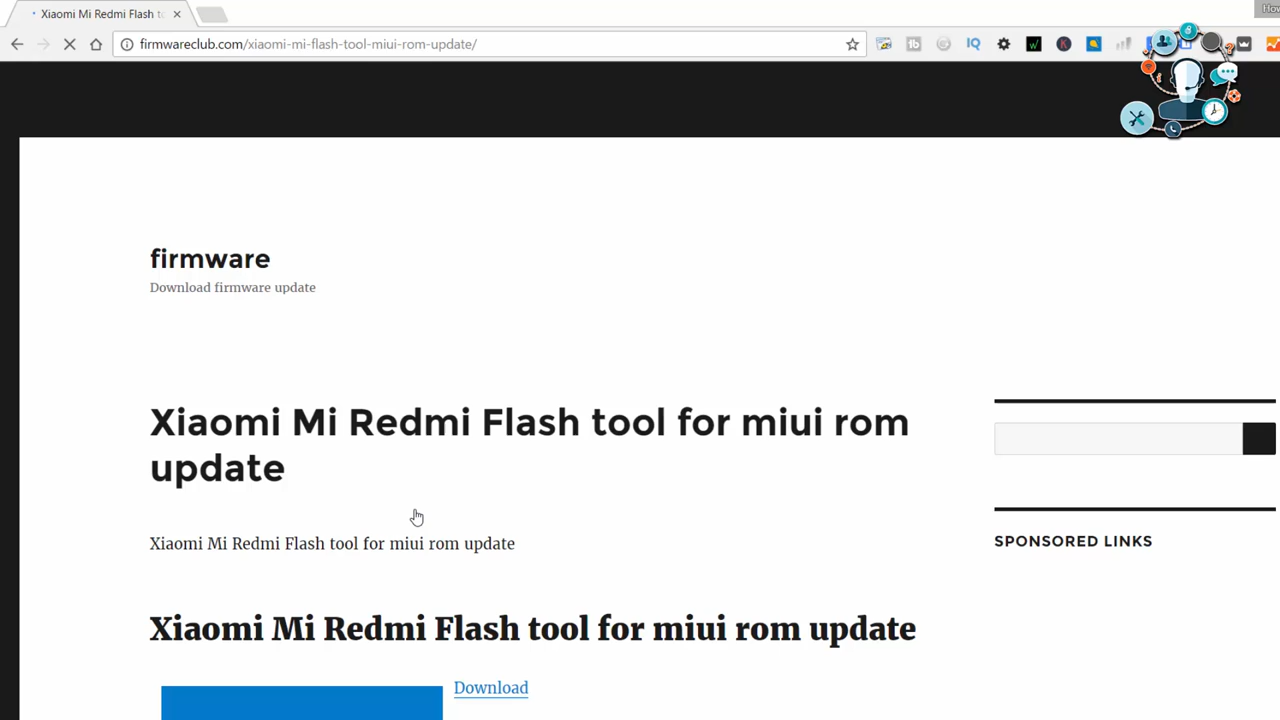 Xiaomi Mi Redmi Flash to
How
firmwareclub.com/xiaomi-mi-flash-tool-miui-rom-update/
firmware
Download firmware update
Xiaomi Mi Redmi Flash tool for miui rom
update
Xiaomi Mi Redmi Flash tool for miui rom update
SPONSORED LINKS
Xiaomi Mi Redmi Flash tool for miui rom update
Download